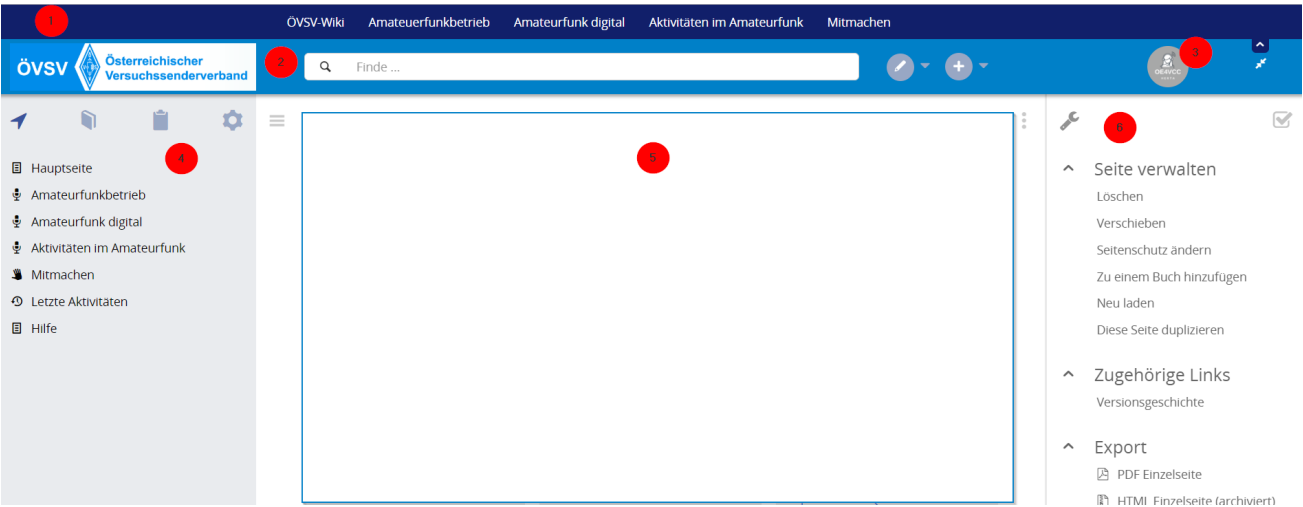 1
ÖVSV-Wiki Amateuerfunkbetrieb Amateurfunk digital Aktivitäten im Amateurfunk Mitmachen
ÖVSV Österreichischer
Versuchssenderverband
2
Finde ...
OE4VCC
3
4
5
6
Hauptseite
Amateurfunkbetrieb
Amateurfunk digital
Aktivitäten im Amateurfunk
Mitmachen
Letzte Aktivitäten
Hilfe
Seite verwalten
Löschen
Verschieben
Seitenschutz ändern
Zu einem Buch hinzufügen
Neu laden
Diese Seite duplizieren
Zugehörige Links
Versionsgeschichte
Export
PDF Einzelseite
HTML Einzelseite (archiviert)